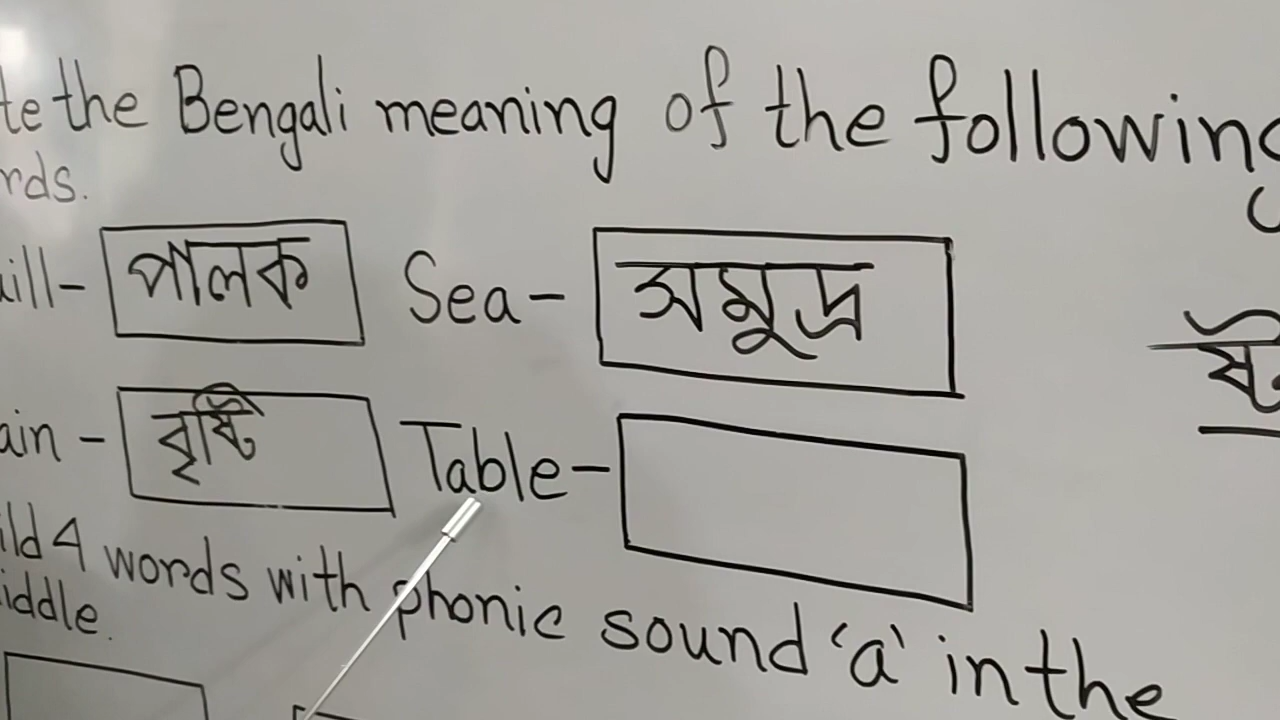 te the Bengali meaning of the following
rds.
ill- পালক Sea- সমুদ্র
ain - বৃষ্টি Table-
ild 4 words with phonic sound 'a' in the
iddle.